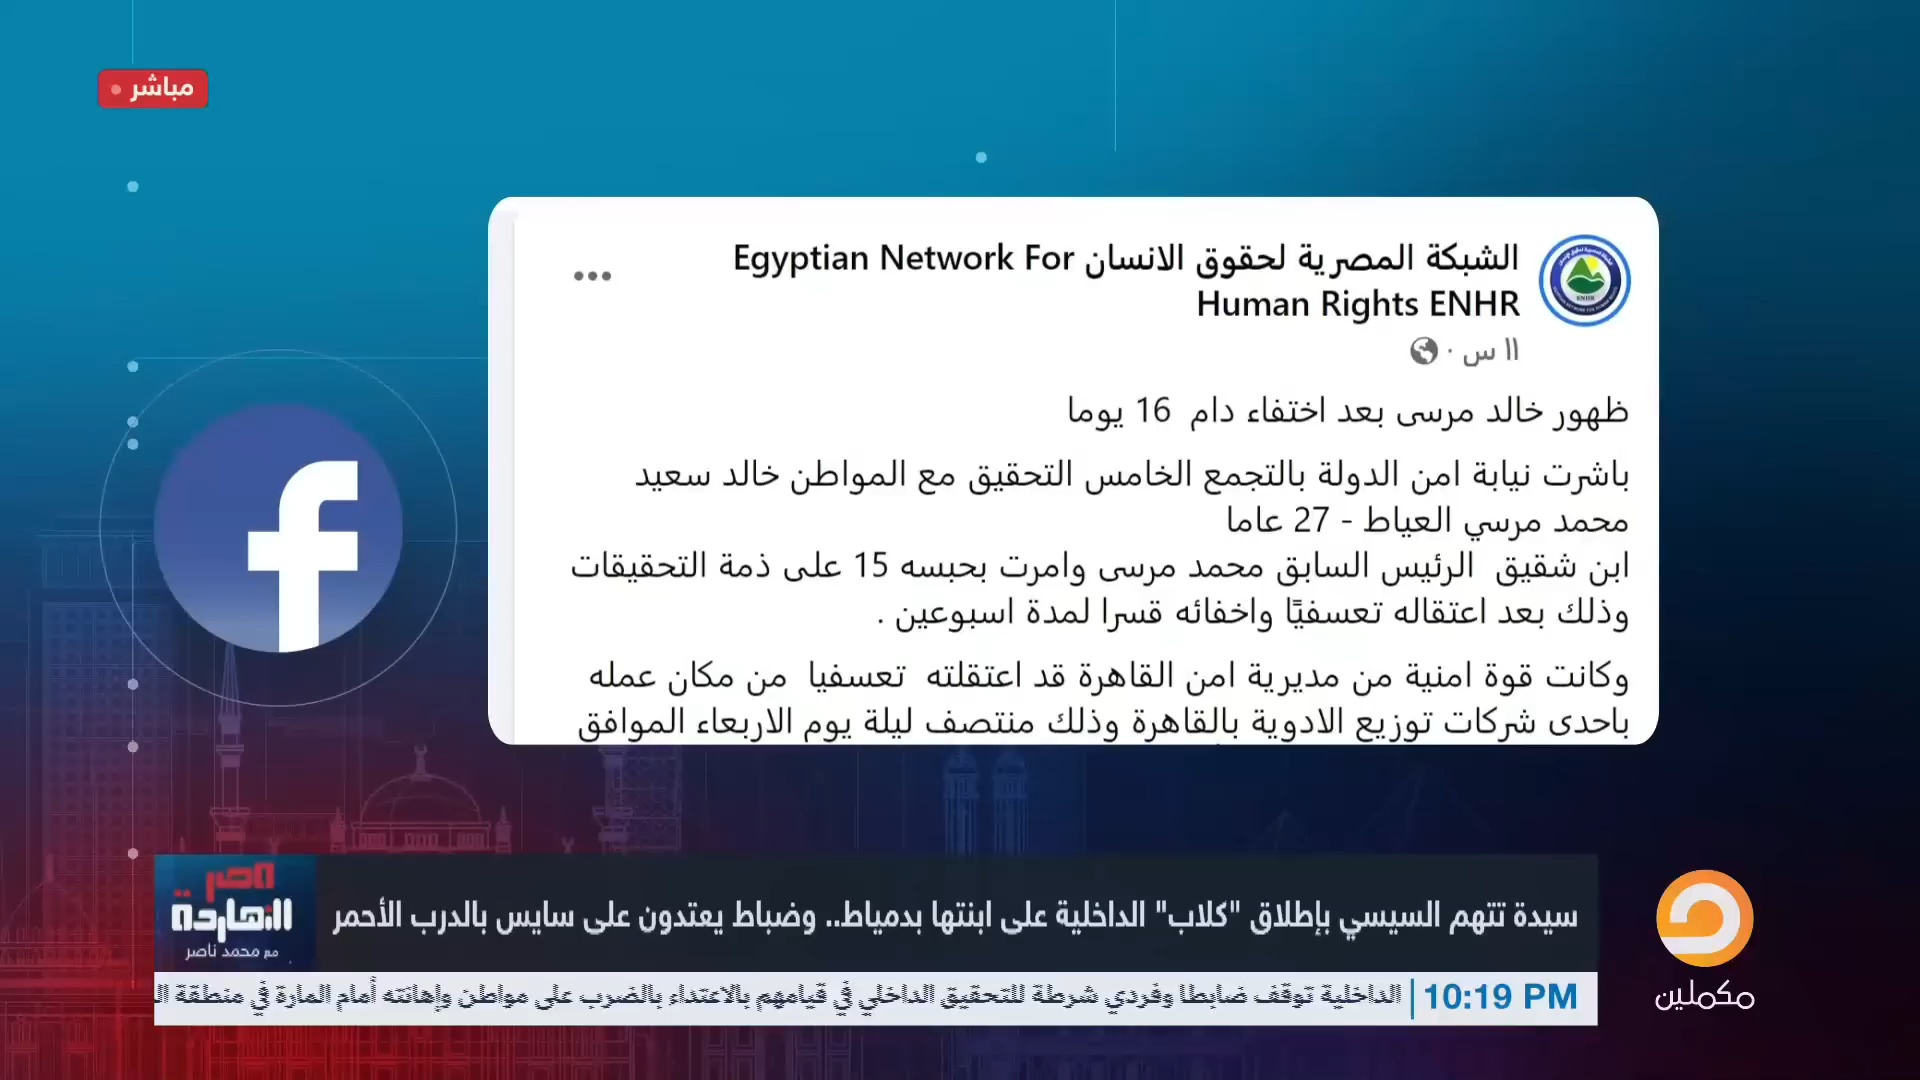 مباشر
الشبكة المصرية لحقوق الانسان Egyptian Network For
Human Rights ENHR
١١ س ·
ظهور خالد مرسى بعد اختفاء دام 16 يوما
باشرت نيابة امن الدولة بالتجمع الخامس التحقيق مع المواطن خالد سعيد
محمد مرسي العياط - 27 عاما
ابن شقيق الرئيس السابق محمد مرسى وامرت بحبسه 15 على ذمة التحقيقات
وذلك بعد اعتقاله تعسفيًا واخفائه قسرا لمدة اسبوعين .
وكانت قوة امنية من مديرية امن القاهرة قد اعتقلته تعسفيا من مكان عمله
باحدى شركات توزيع الادوية بالقاهرة وذلك منتصف ليلة يوم الاربعاء الموافق
سيدة تتهم السيسي بإطلاق "كلاب" الداخلية على ابنتها بدمياط.. وضباط يعتدون على سايس بالدرب الأحمر
مصر
النهاردة
مع محمد ناصر
10:19 PM
الداخلية توقف ضابطا وفردي شرطة للتحقيق الداخلي في قيامهم بالاعتداء بالضرب على مواطن وإهانته أمام المارة في منطقة
مكملين